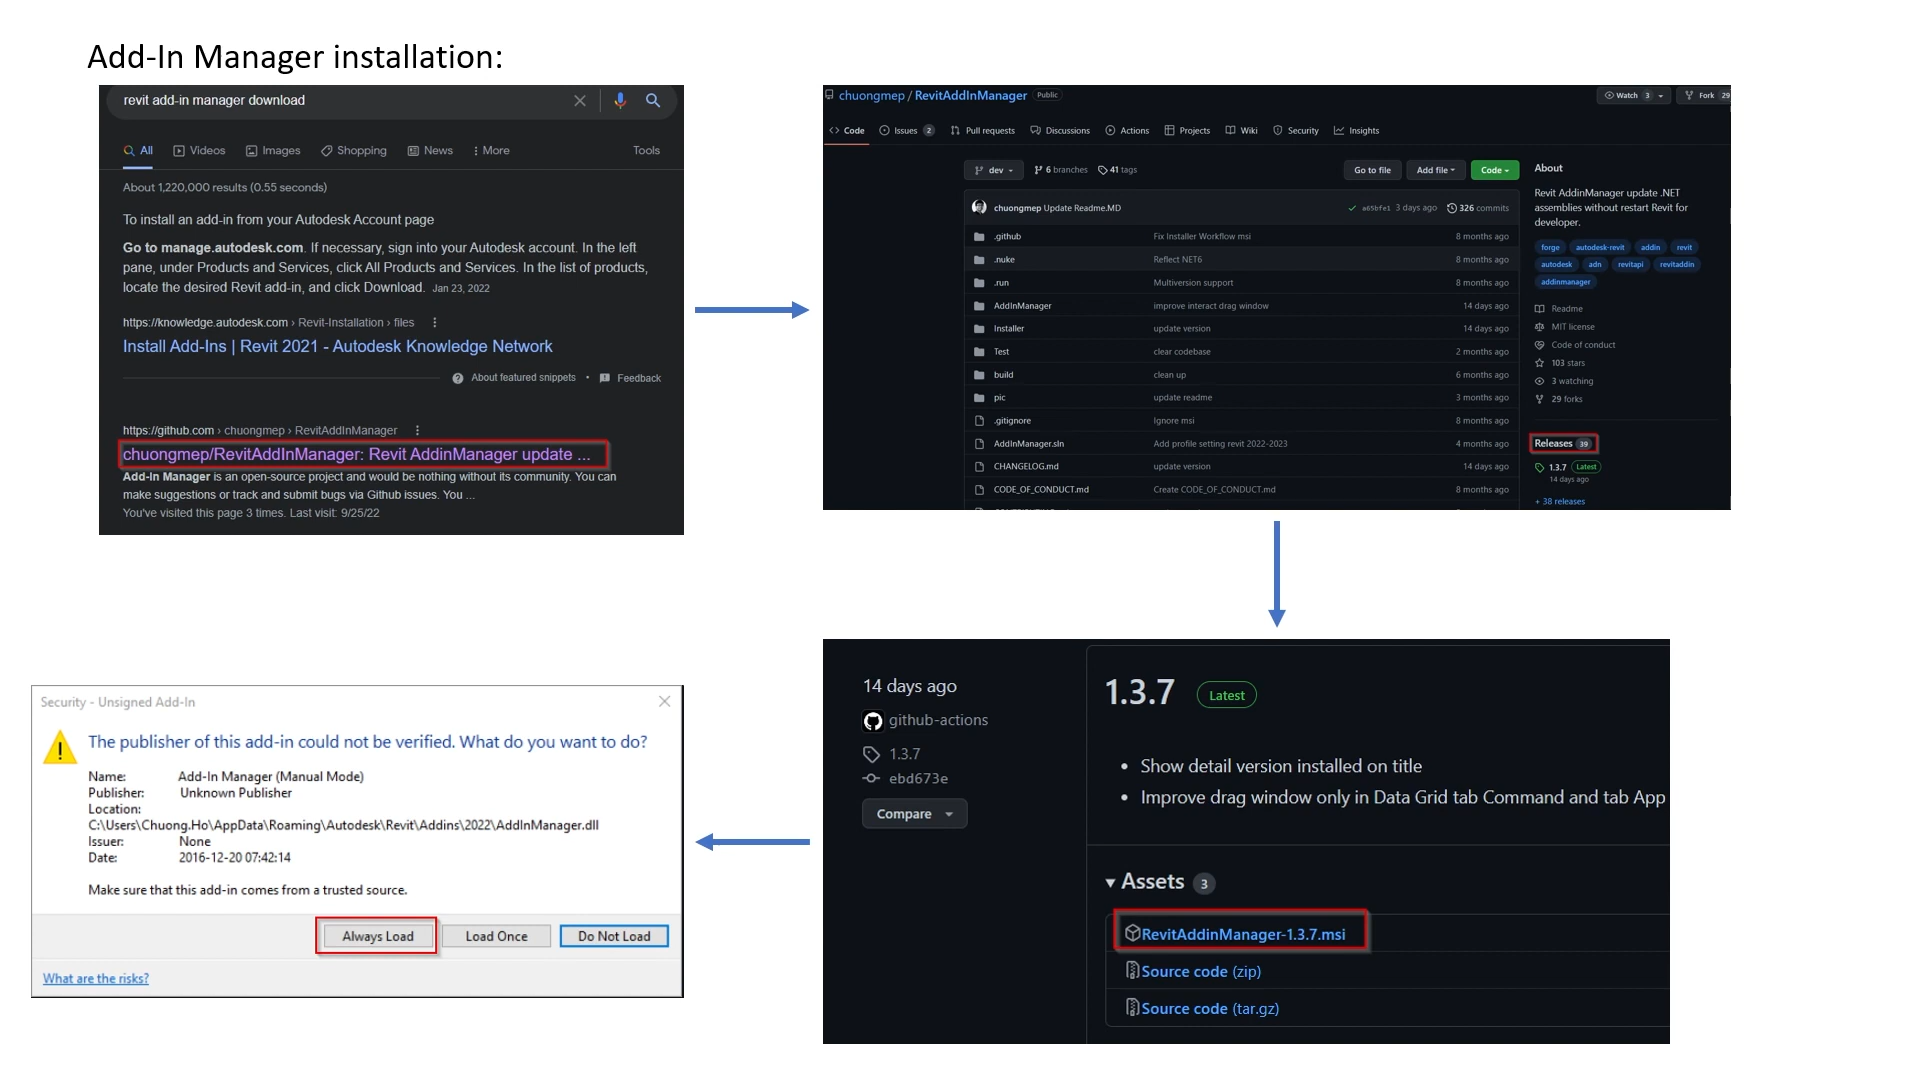 Add-In Manager installation:
revit add-in manager download
All Videos Images Shopping News More Tools
About 1,220,000 results (0.55 seconds)
To install an add-in from your Autodesk Account page
Go to manage.autodesk.com. If necessary, sign into your Autodesk account. In the left
pane, under Products and Services, click All Products and Services. In the list of products,
locate the desired Revit add-in, and click Download. Jan 23, 2022
https://knowledge.autodesk.com › Revit-Installation › files
Install Add-Ins | Revit 2021 - Autodesk Knowledge Network
About featured snippets • Feedback
https://github.com › chuongmep › RevitAddInManager
chuongmep/RevitAddInManager: Revit AddinManager update ...
Add-in Manager is an open-source project and would be nothing without its community. You can
make suggestions or track and submit bugs via Github issues. You ...
You've visited this page 3 times. Last visit: 9/25/22
chuongmep / RevitAddInManager Public
Watch 3 Fork 29
Code Issues 2 Pull requests Discussions Actions Projects Wiki Security Insights
dev 6 branches 41 tags Go to file Add file Code
chuongmep Update Readme.MD a65bfe1 3 days ago 326 commits
.github Fix Installer Workflow msi 8 months ago
.nuke Reflect NET6 8 months ago
.run Multiversion support 8 months ago
AddInManager improve interact drag window 14 days ago
Installer update version 14 days ago
Test clear codebase 2 months ago
build clean up 6 months ago
pic update readme 3 months ago
.gitignore Ignore msi 8 months ago
AddInManager.sln Add profile setting revit 2022-2023 4 months ago
CHANGELOG.md update version 14 days ago
CODE_OF_CONDUCT.md Create CODE_OF_CONDUCT.md 8 months ago
About
Revit AddinManager update .NET
assemblies without restart Revit for
developer.
forge autodesk-revit addin revit
autodesk adn revitapi revitaddin
addinmanager
Readme
MIT license
Code of conduct
103 stars
3 watching
29 forks
Releases 39
1.3.7 Latest
14 days ago
+ 38 releases
14 days ago
github-actions
1.3.7
ebd673e
Compare
1.3.7 Latest
• Show detail version installed on title
• Improve drag window only in Data Grid tab Command and tab App
Assets 3
RevitAddinManager-1.3.7.msi
Source code (zip)
Source code (tar.gz)
Security - Unsigned Add-In
The publisher of this add-in could not be verified. What do you want to do?
Name: Add-In Manager (Manual Mode)
Publisher: Unknown Publisher
Location:
C:\Users\Chuong.Ho\AppData\Roaming\Autodesk\Revit\Addins\2022\AddInManager.dll
Issuer: None
Date: 2016-12-20 07:42:14
Make sure that this add-in comes from a trusted source.
Always Load Load Once Do Not Load
What are the risks?